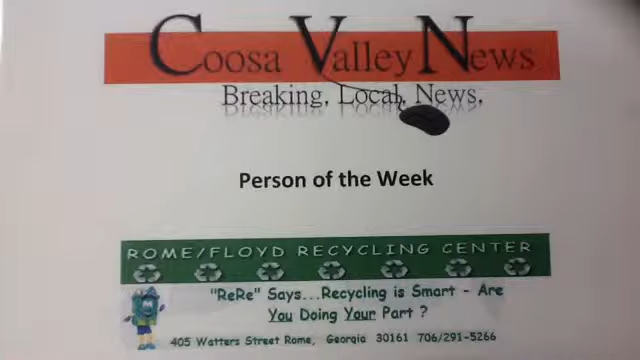 Coosa Valley News
Breaking. Local. News.
Person of the Week
ROME/FLOYD RECYCLING CENTER
"ReRe" Says...Recycling is Smart - Are
You Doing Your Part ?
405 Watters Street Rome, Georgia 30161 706/291-5266